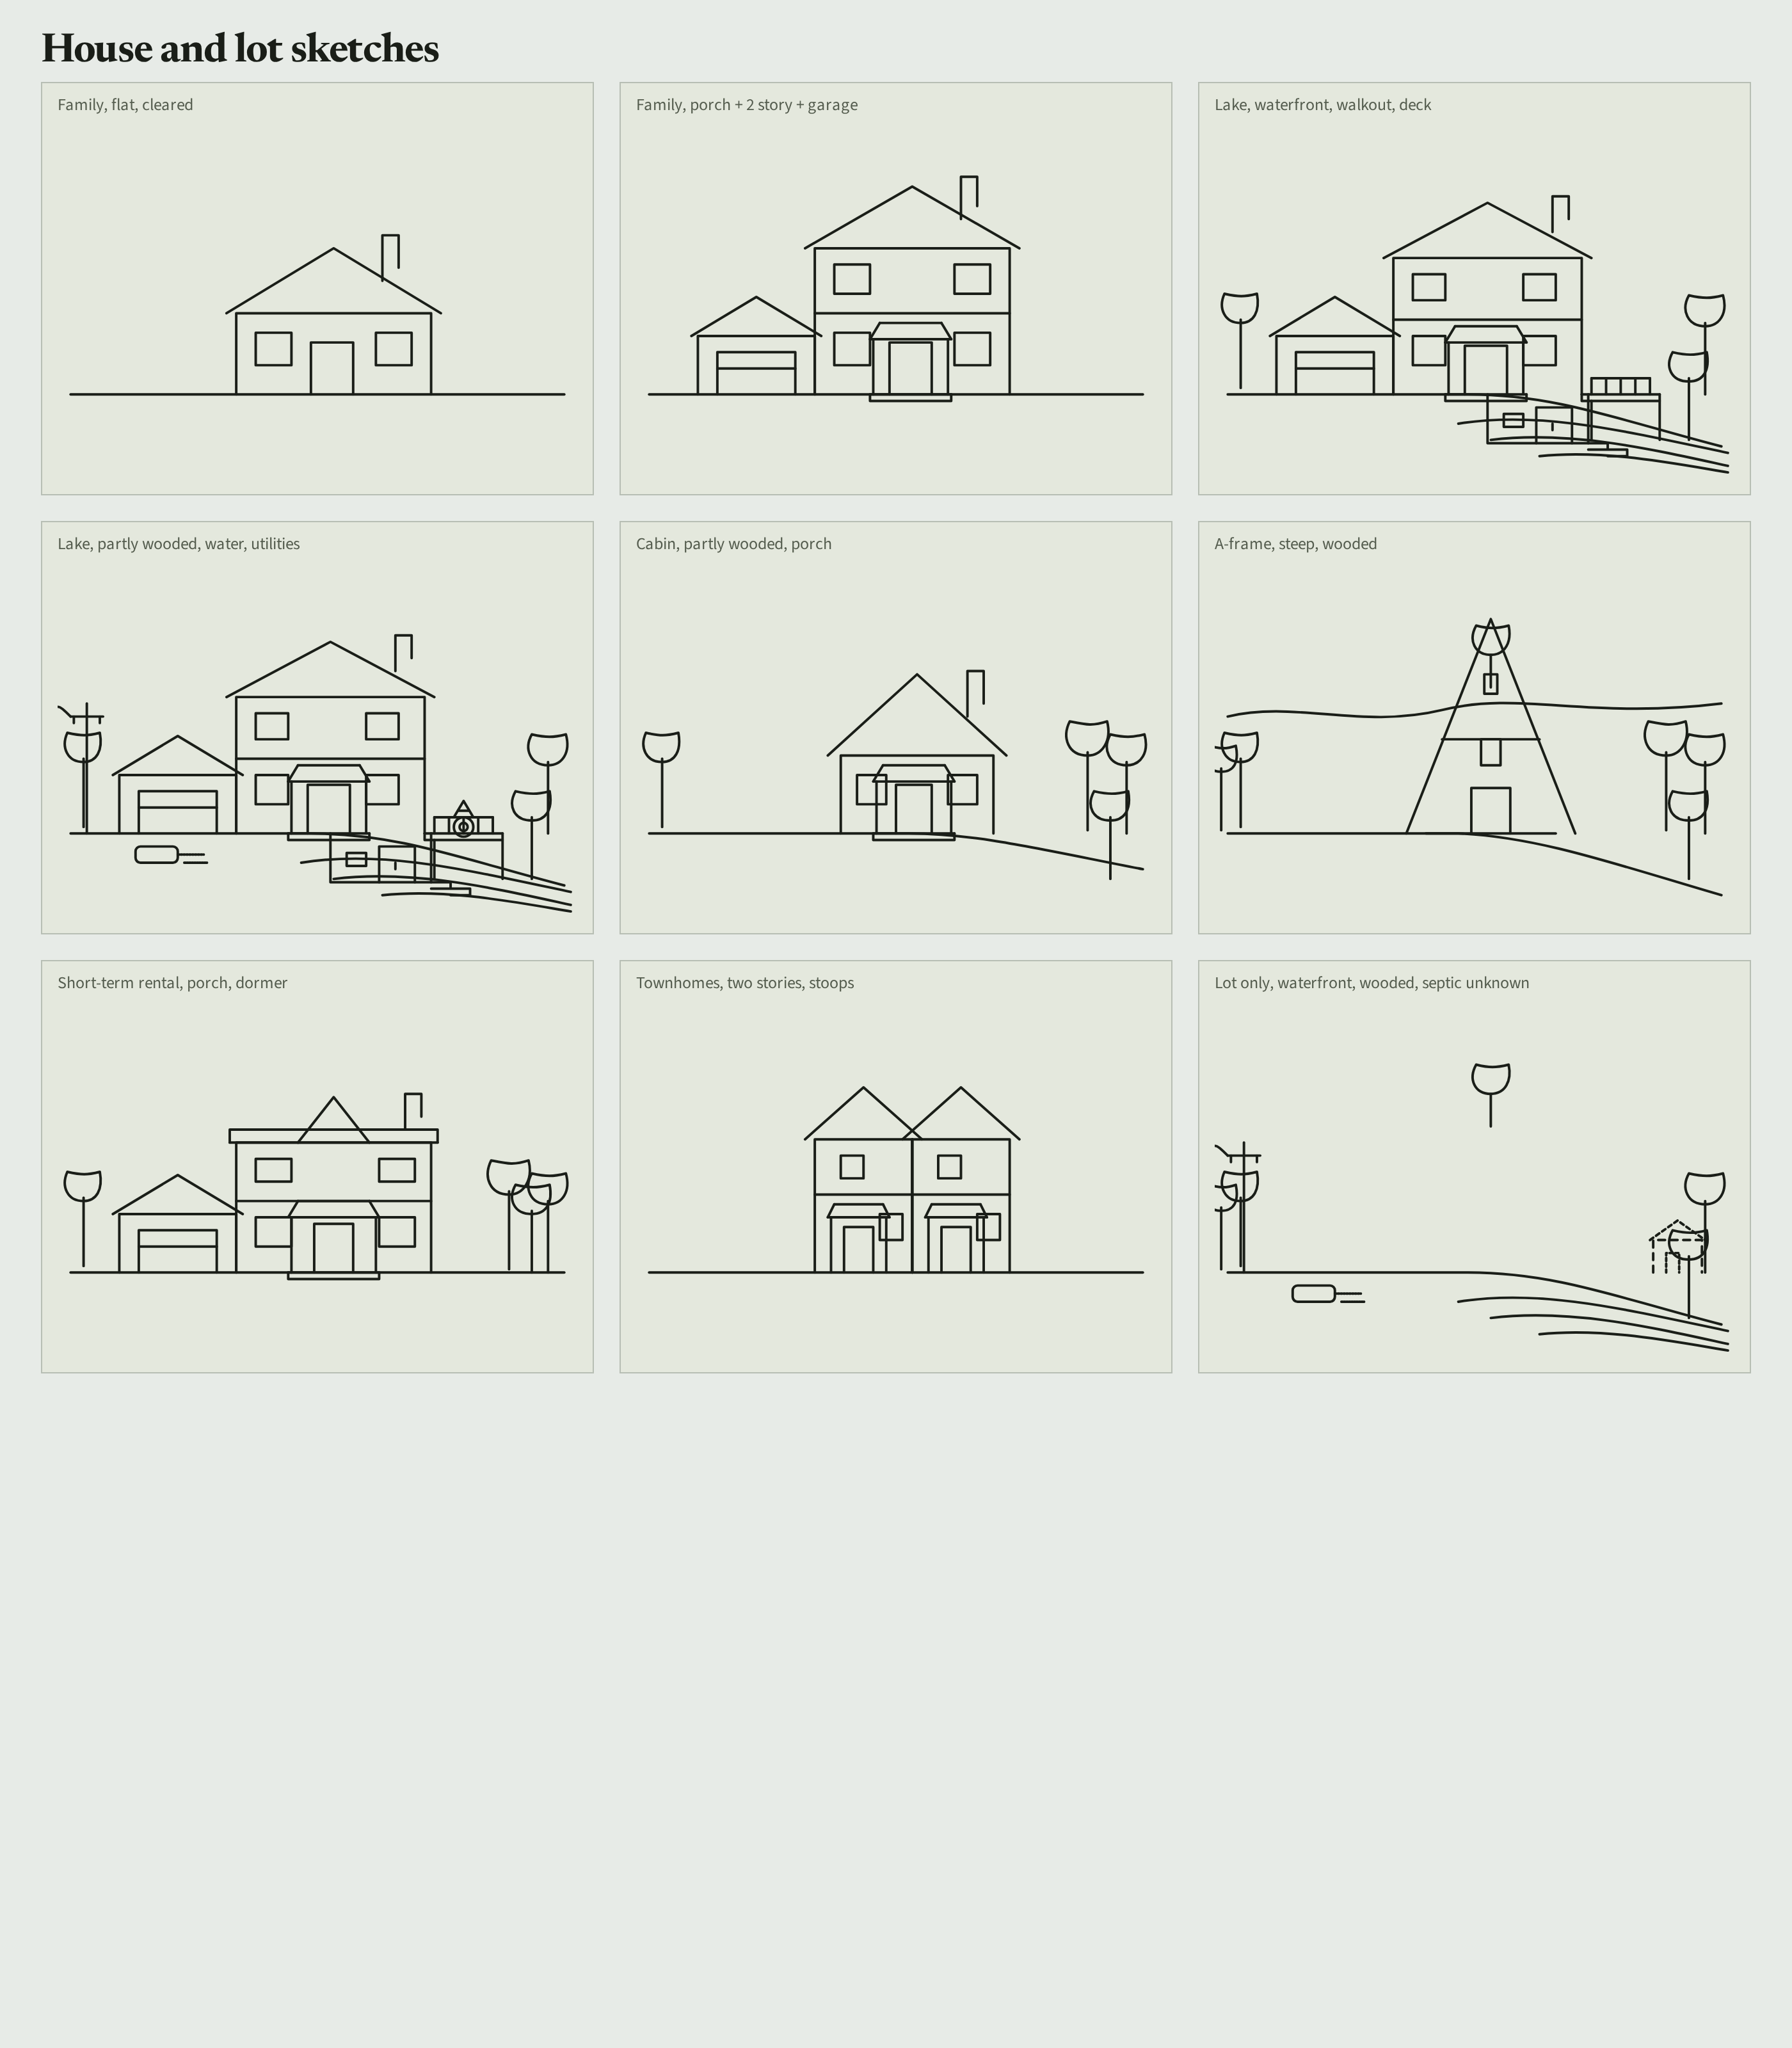 House and lot sketches
Family, flat, cleared
Family, porch + 2 story + garage
Lake, waterfront, walkout, deck
Lake, partly wooded, water, utilities
Cabin, partly wooded, porch
A-frame, steep, wooded
Short-term rental, porch, dormer
Townhomes, two stories, stoops
Lot only, waterfront, wooded, septic unknown